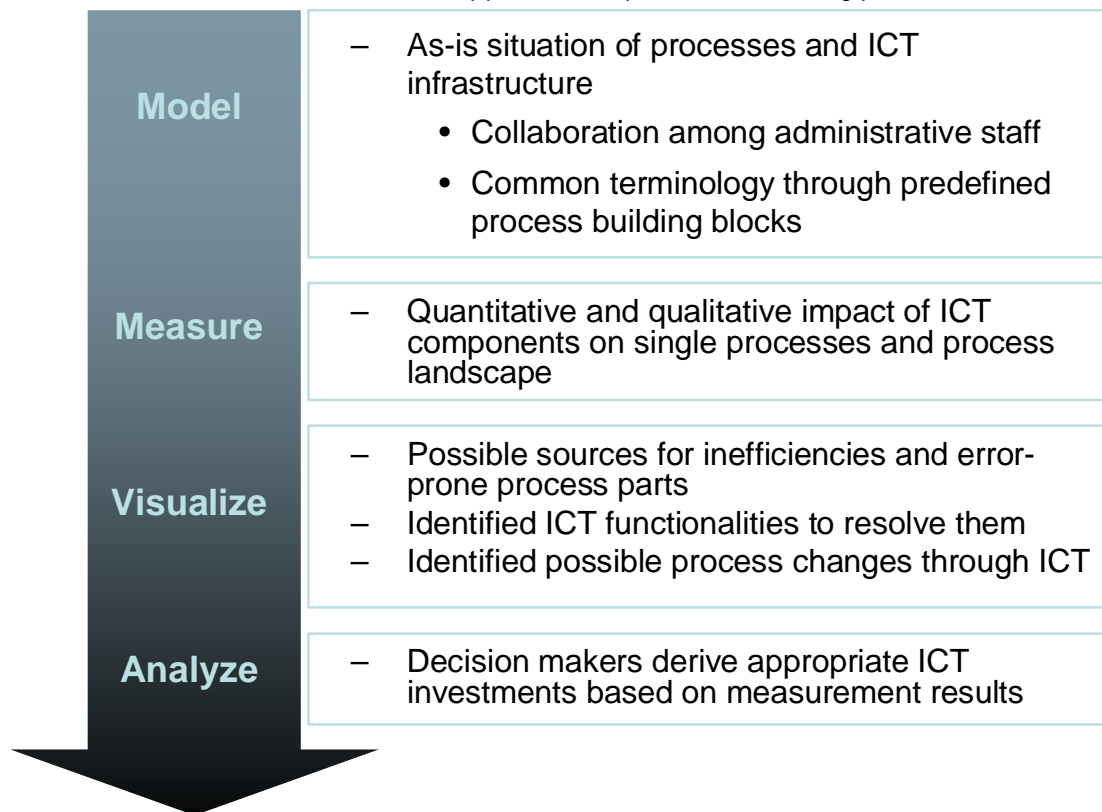 Model
– As-is situation of processes and ICT
infrastructure
• Collaboration among administrative staff
• Common terminology through predefined
process building blocks
Measure
– Quantitative and qualitative impact of ICT
components on single processes and process
landscape
Visualize
– Possible sources for inefficiencies and error-
prone process parts
– Identified ICT functionalities to resolve them
– Identified possible process changes through ICT
Analyze
– Decision makers derive appropriate ICT
investments based on measurement results